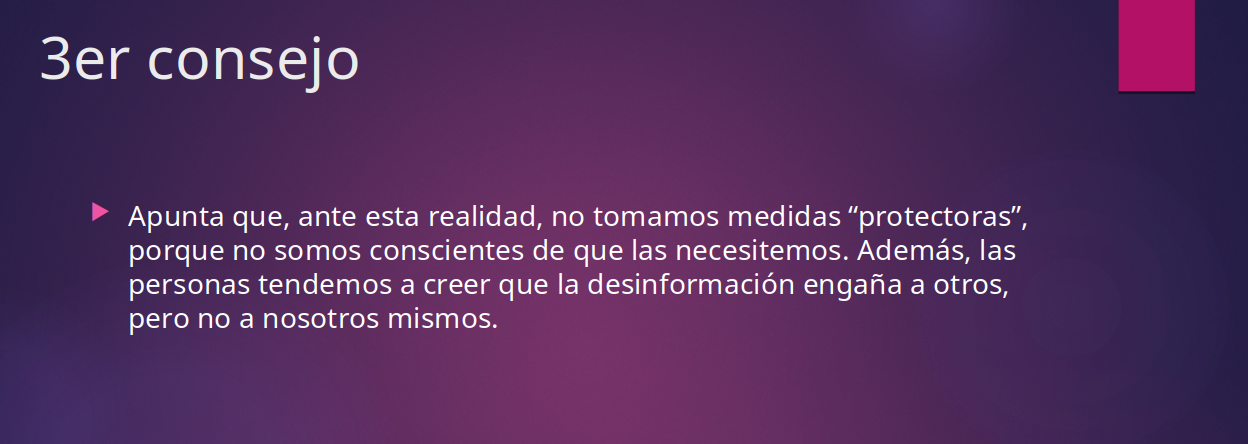 3er consejo
Apunta que, ante esta realidad, no tomamos medidas “protectoras”,
porque no somos conscientes de que las necesitemos. Además, las
personas tendemos a creer que la desinformación engaña a otros,
pero no a nosotros mismos.